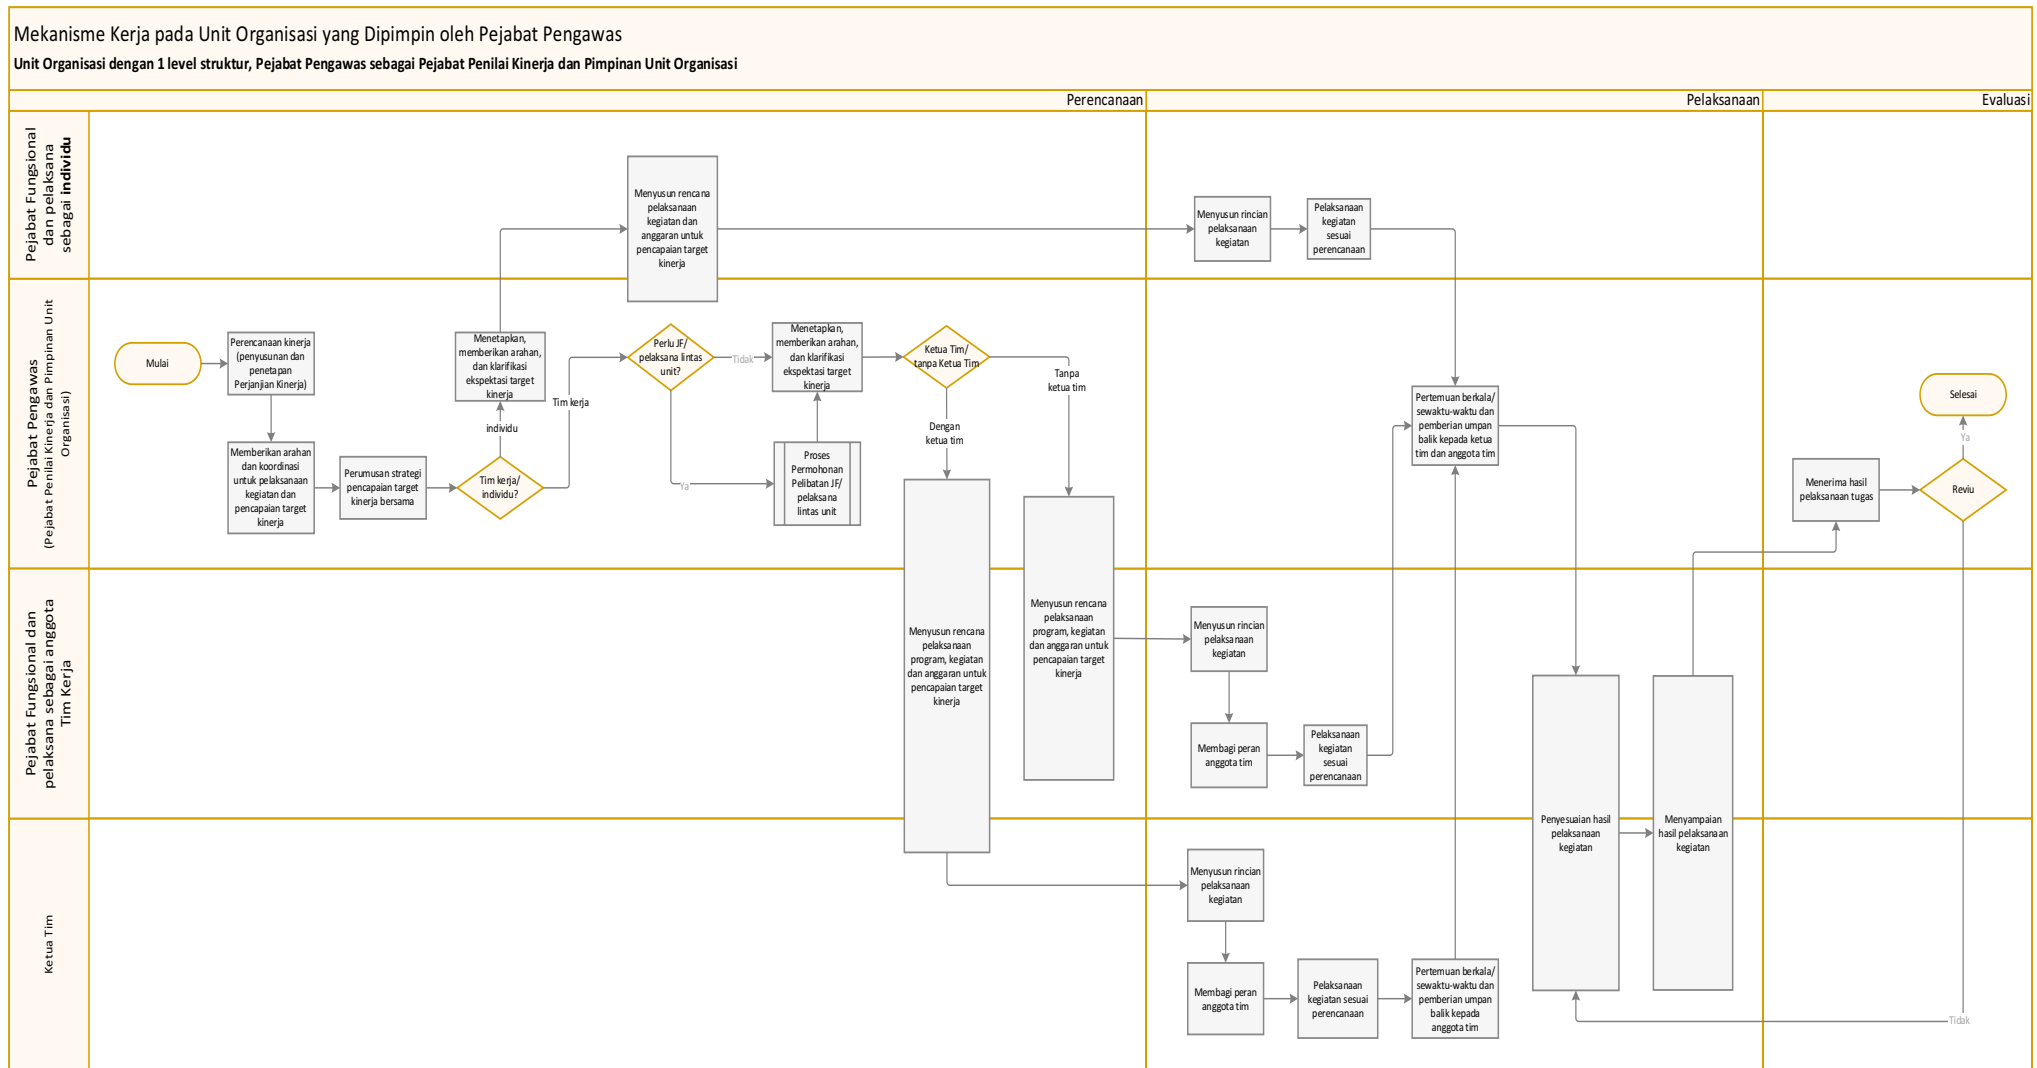 Mekanisme Kerja pada Unit Organisasi yang Dipimpin oleh Pejabat Pengawas
Unit Organisasi dengan 1 level struktur, Pejabat Pengawas sebagai Pejabat Penilai Kinerja dan Pimpinan Unit Organisasi
Perencanaan
Pelaksanaan
Evaluasi
Pejabat Fungsional
dan pelaksana
sebagai individu
Menyusun rencana
pelaksanaan
kegiatan dan
anggaran untuk
pencapaian target
kinerja
Menyusun rincian
pelaksanaan
kegiatan
Pelaksanaan
kegiatan
sesuai
perencanaan
Pejabat Pengawas
(Pejabat Penilai Kinerja dan Pimpinan Unit
Organisasi)
Mulai
Perencanaan kinerja
(penyusunan dan
penetapan
Perjanjian Kinerja)
Memberikan arahan
dan koordinasi
untuk pelaksanaan
kegiatan dan
pencapaian target
kinerja
Perumusan strategi
pencapaian target
kinerja bersama
Tim kerja/
individu?
individu
Menetapkan,
memberikan arahan,
dan klarifikasi
ekspektasi target
kinerja
Tim kerja
Perlu JF/
pelaksana lintas
unit?
Tidak
Ya
Proses
Permohonan
Pelibatan JF/
pelaksana
lintas unit
Menetapkan,
memberikan arahan,
dan klarifikasi
ekspektasi target
kinerja
Ketua Tim/
tanpa Ketua Tim
Dengan
ketua tim
Tanpa
ketua tim
Pertemuan berkala/
sewaktu-waktu dan
pemberian umpan
balik kepada ketua
tim dan anggota tim
Menerima hasil
pelaksanaan tugas
Reviu
Ya
Selesai
Pejabat Fungsional dan
pelaksana sebagai anggota
Tim Kerja
Menyusun rencana
pelaksanaan
program, kegiatan
dan anggaran untuk
pencapaian target
kinerja
Menyusun rencana
pelaksanaan
program, kegiatan
dan anggaran untuk
pencapaian target
kinerja
Menyusun rincian
pelaksanaan
kegiatan
Membagi peran
anggota tim
Pelaksanaan
kegiatan
sesuai
perencanaan
Penyesuaian hasil
pelaksanaan
kegiatan
Menyampaian
hasil pelaksanaan
kegiatan
Ketua Tim
Menyusun rincian
pelaksanaan
kegiatan
Membagi peran
anggota tim
Pelaksanaan
kegiatan sesuai
perencanaan
Pertemuan berkala/
sewaktu-waktu dan
pemberian umpan
balik kepada
anggota tim
Tidak